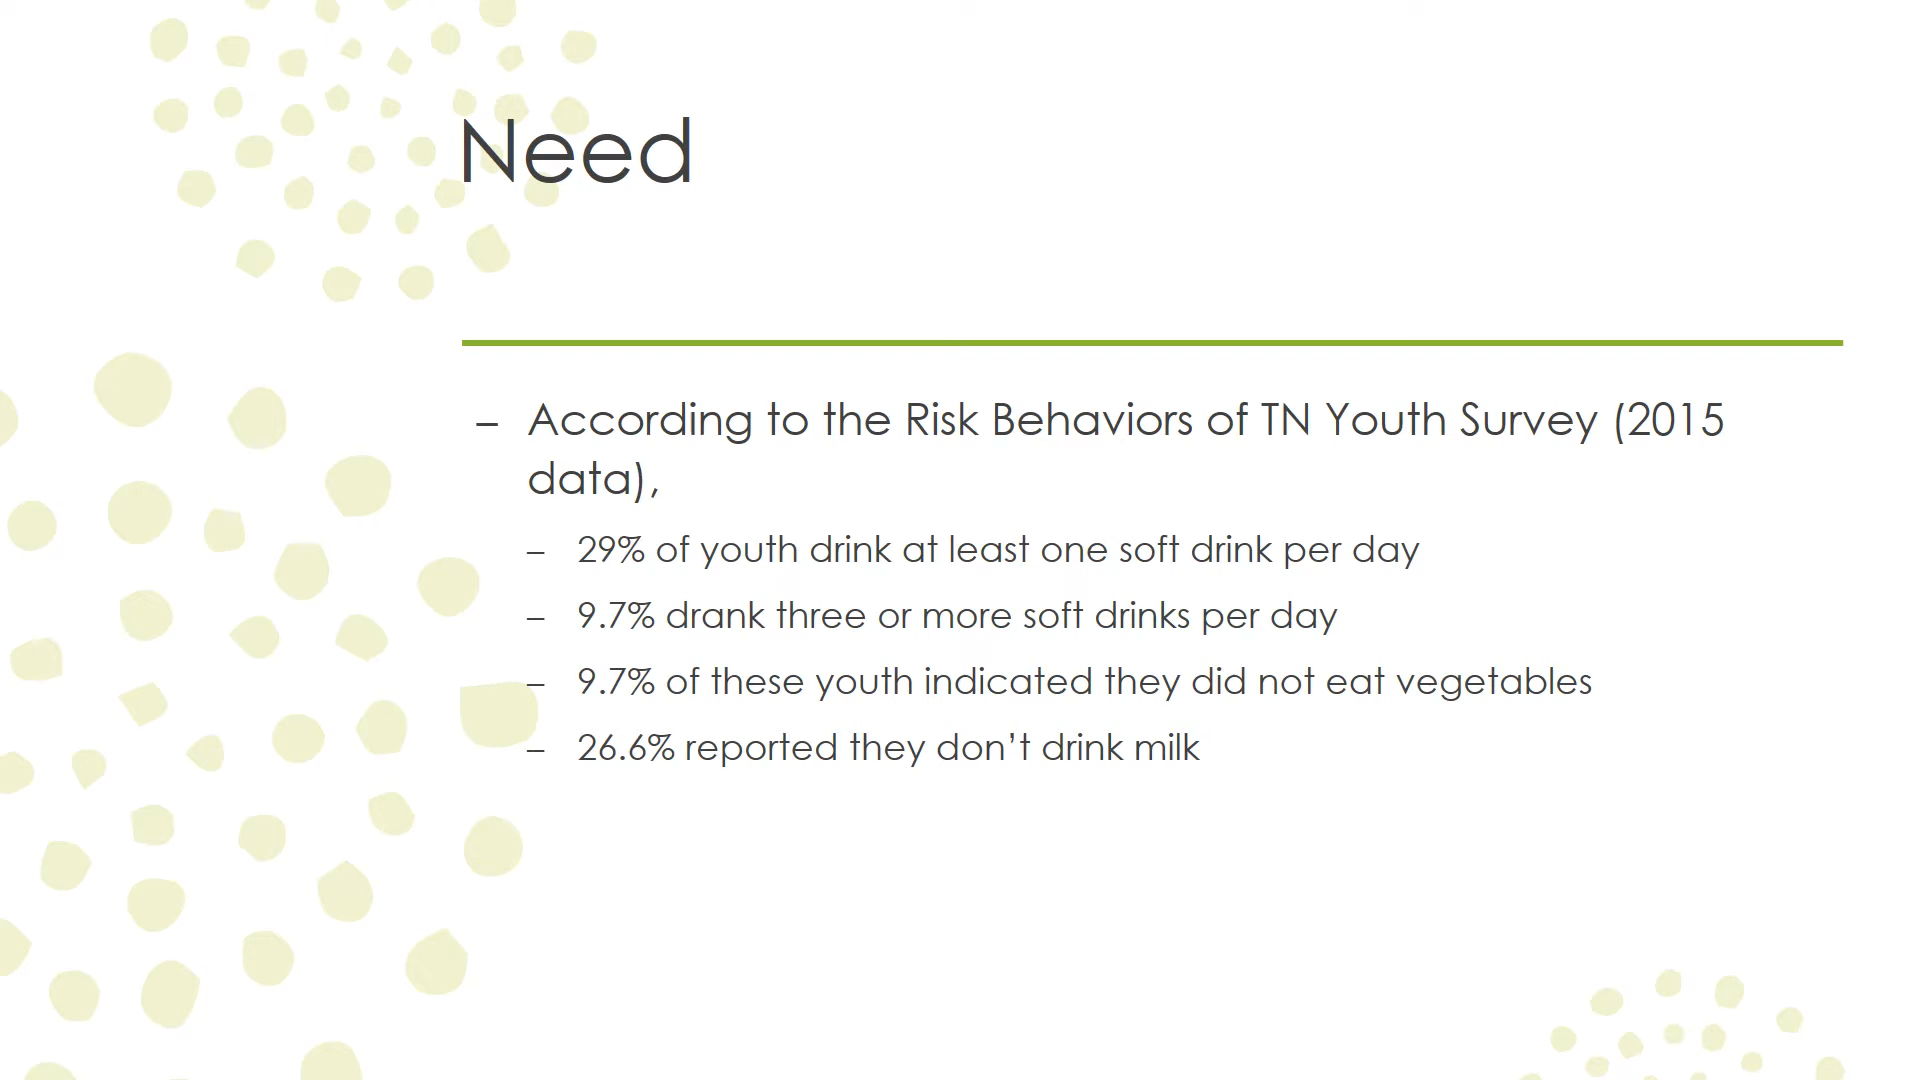 Need
– According to the Risk Behaviors of TN Youth Survey (2015
data),
– 29% of youth drink at least one soft drink per day
– 9.7% drank three or more soft drinks per day
– 9.7% of these youth indicated they did not eat vegetables
– 26.6% reported they don’t drink milk